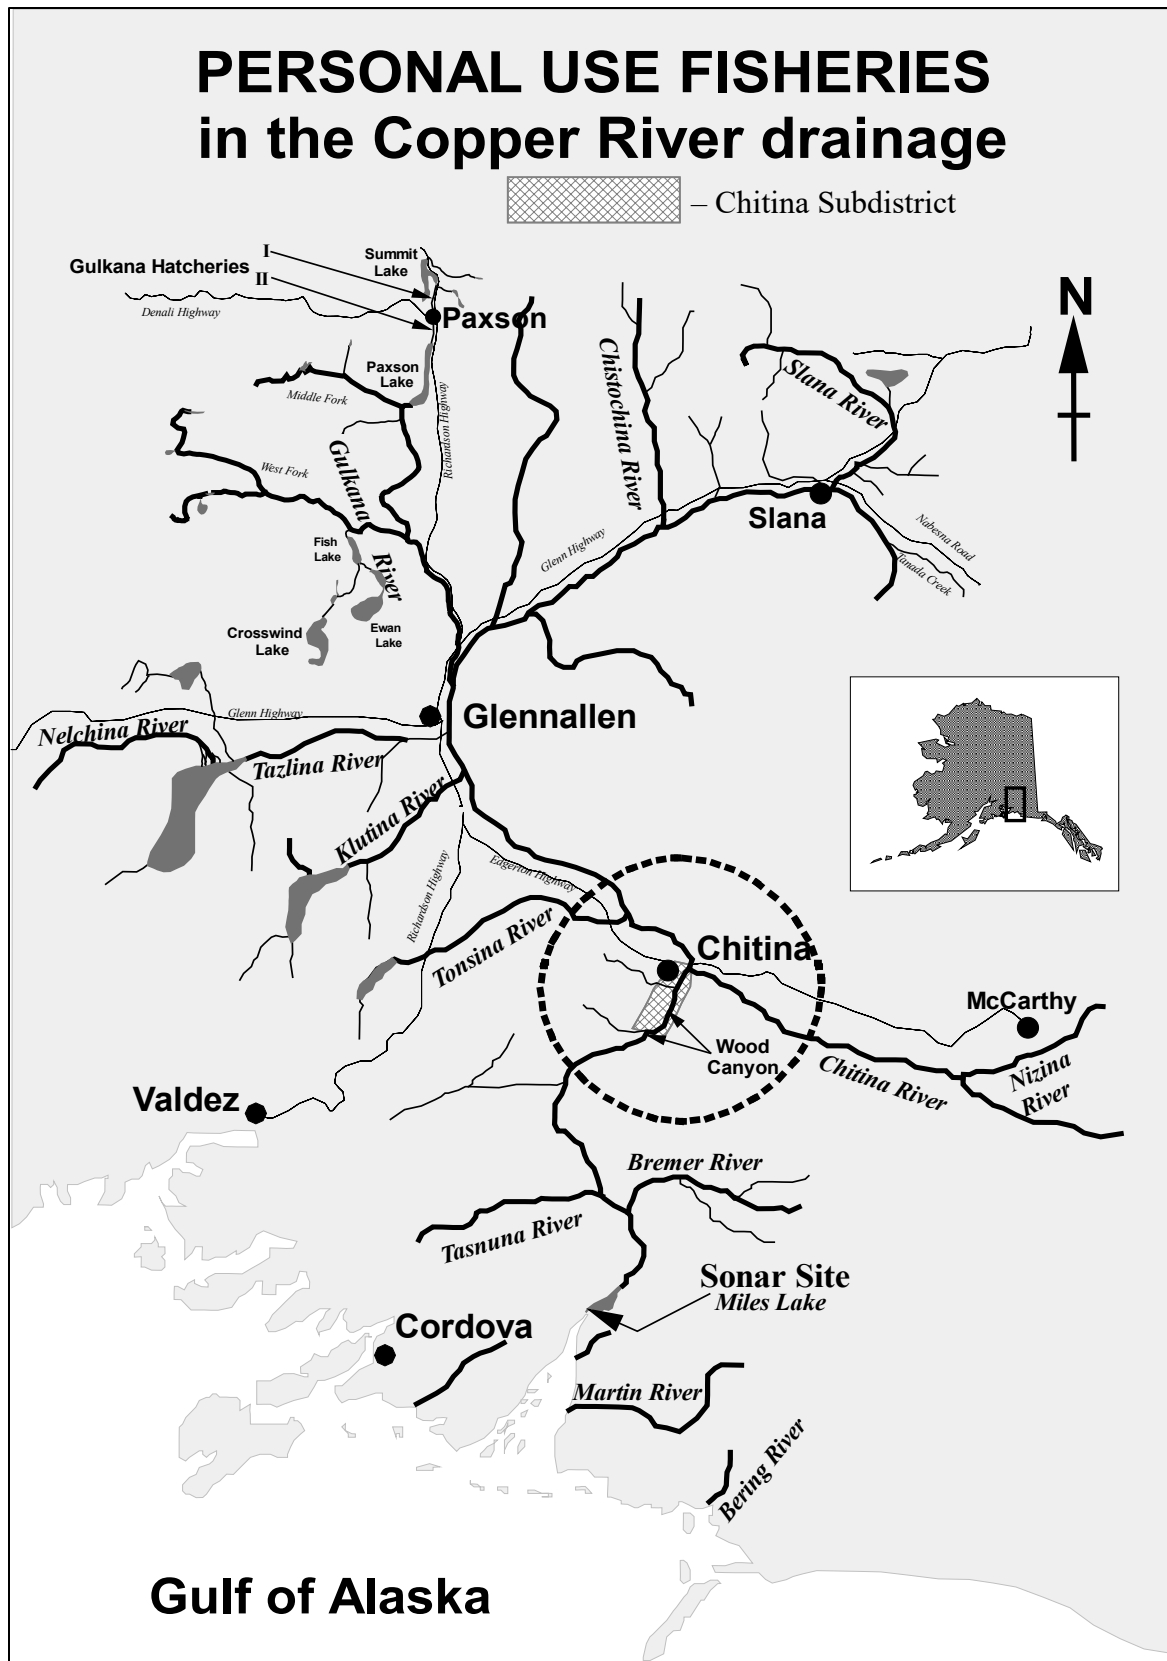 PERSONAL USE FISHERIES
in the Copper River drainage
– Chitina Subdistrict
I
Gulkana Hatcheries
II
Summit
Lake
Denali Highway
Paxson
N
Paxson
Lake
Middle Fork
Richardson Highway
Chistochina River
Slana River
West Fork
Gulkana
River
Slana
Nabesna Road
Tanada Creek
Glenn Highway
Fish
Lake
Ewan
Lake
Crosswind
Lake
Glenn Highway
Glennallen
Nelchina River
Tazlina River
Klutina River
Edgerton Highway
Richardson Highway
Tonsina River
Chitina
McCarthy
Wood
Canyon
Chitina River
Nizina
River
Valdez
Bremer River
Tasnuna River
Sonar Site
Miles Lake
Cordova
Martin River
Bering River
Gulf of Alaska